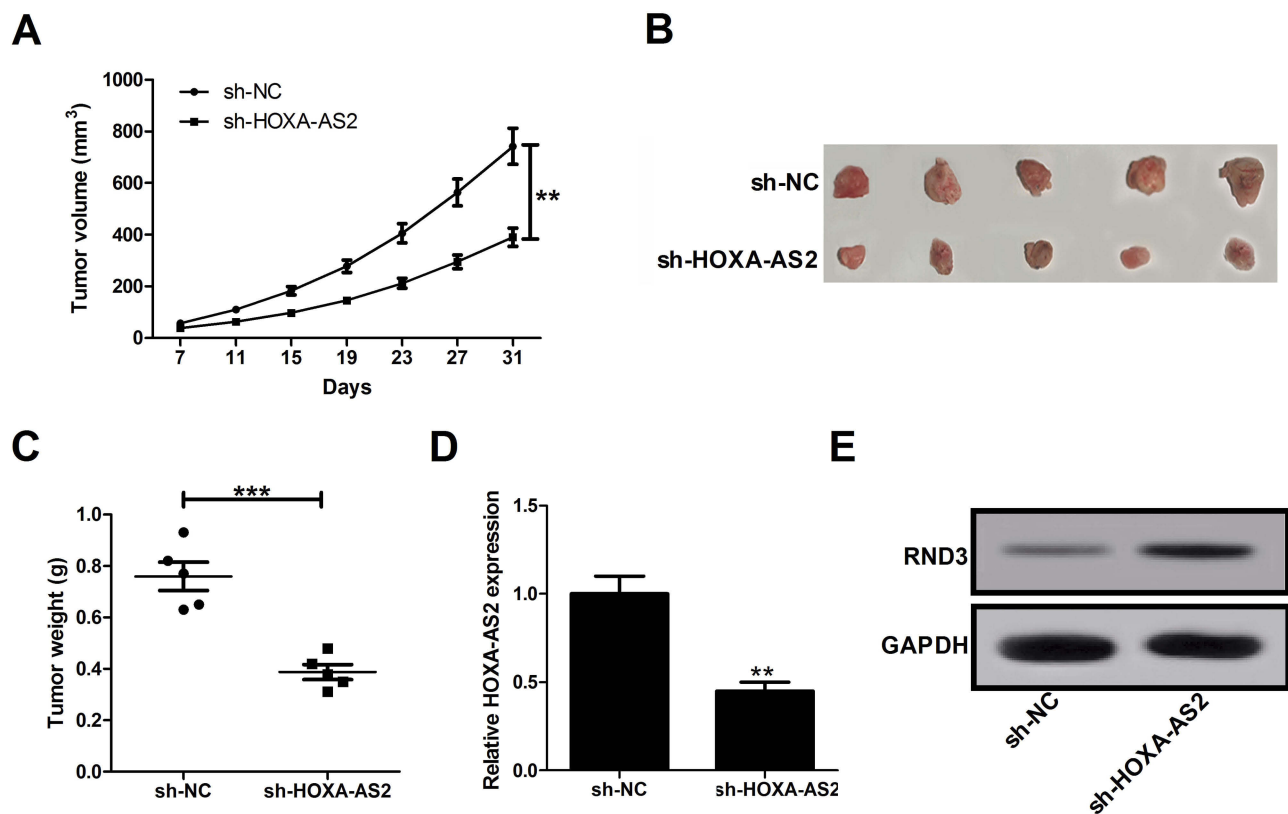 A
Tumor volume (mm³)
1000
800
600
400
200
0
sh-NC
sh-HOXA-AS2
**
7 11 15 19 23 27 31
Days
B
sh-NC
sh-HOXA-AS2
C
Tumor weight (g)
1.0
0.8
0.6
0.4
0.2
0.0
***
sh-NC sh-HOXA-AS2
D
Relative HOXA-AS2 expression
1.5
1.0
0.5
0.0
**
sh-NC sh-HOXA-AS2
E
RND3
GAPDH
sh-NC
sh-HOXA-AS2